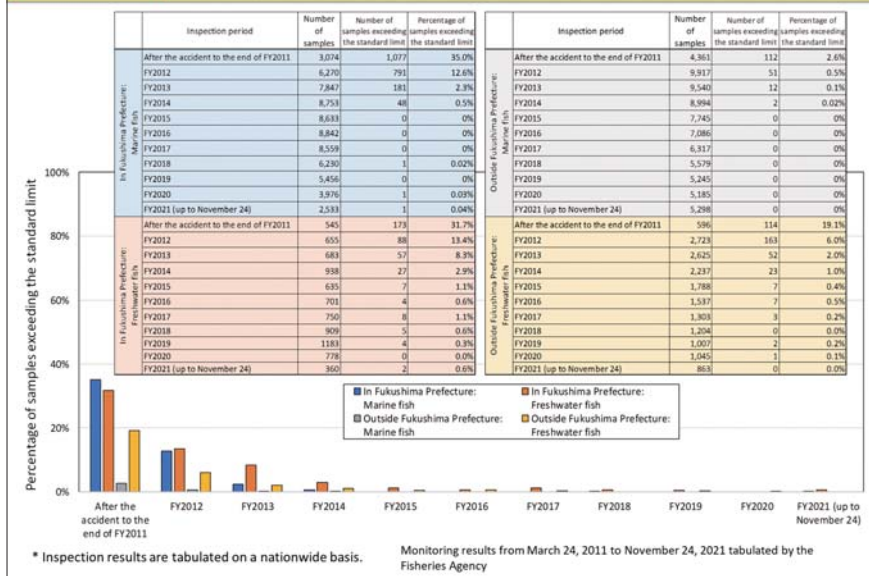 Inspection period Number of samples Number of samples exceeding the standard limit Percentage of samples exceeding the standard limit
In Fukushima Prefecture: Marine fish
After the accident to the end of FY2011 3,074 1,077 35.0%
FY2012 6,270 791 12.6%
FY2013 7,847 181 2.3%
FY2014 8,753 48 0.5%
FY2015 8,633 0 0%
FY2016 8,842 0 0%
FY2017 8,559 0 0%
FY2018 6,230 1 0.02%
FY2019 5,456 0 0%
FY2020 3,976 1 0.03%
FY2021 (up to November 24) 2,533 1 0.04%
In Fukushima Prefecture: Freshwater fish
After the accident to the end of FY2011 545 173 31.7%
FY2012 655 88 13.4%
FY2013 683 57 8.3%
FY2014 938 27 2.9%
FY2015 635 7 1.1%
FY2016 701 4 0.6%
FY2017 750 8 1.1%
FY2018 909 5 0.6%
FY2019 1183 4 0.3%
FY2020 778 0 0.0%
FY2021 (up to November 24) 360 2 0.6%
Inspection period Number of samples Number of samples exceeding the standard limit Percentage of samples exceeding the standard limit
Outside Fukushima Prefecture: Marine fish
After the accident to the end of FY2011 4,361 112 2.6%
FY2012 9,917 51 0.5%
FY2013 9,540 12 0.1%
FY2014 8,994 2 0.02%
FY2015 7,745 0 0%
FY2016 7,086 0 0%
FY2017 6,317 0 0%
FY2018 5,579 0 0%
FY2019 5,245 0 0%
FY2020 5,185 0 0%
FY2021 (up to November 24) 5,298 0 0%
Outside Fukushima Prefecture: Freshwater fish
After the accident to the end of FY2011 596 114 19.1%
FY2012 2,723 163 6.0%
FY2013 2,625 52 2.0%
FY2014 2,237 23 1.0%
FY2015 1,788 7 0.4%
FY2016 1,537 7 0.5%
FY2017 1,303 3 0.2%
FY2018 1,204 0 0.0%
FY2019 1,007 2 0.2%
FY2020 1,045 1 0.1%
FY2021 (up to November 24) 863 0 0.0%
Percentage of samples exceeding the standard limit
100%
80%
60%
40%
20%
0%
In Fukushima Prefecture: Marine fish
In Fukushima Prefecture: Freshwater fish
Outside Fukushima Prefecture: Marine fish
Outside Fukushima Prefecture: Freshwater fish
After the accident to the end of FY2011 FY2012 FY2013 FY2014 FY2015 FY2016 FY2017 FY2018 FY2019 FY2020 FY2021 (up to November 24)
* Inspection results are tabulated on a nationwide basis.
Monitoring results from March 24, 2011 to November 24, 2021 tabulated by the
Fisheries Agency